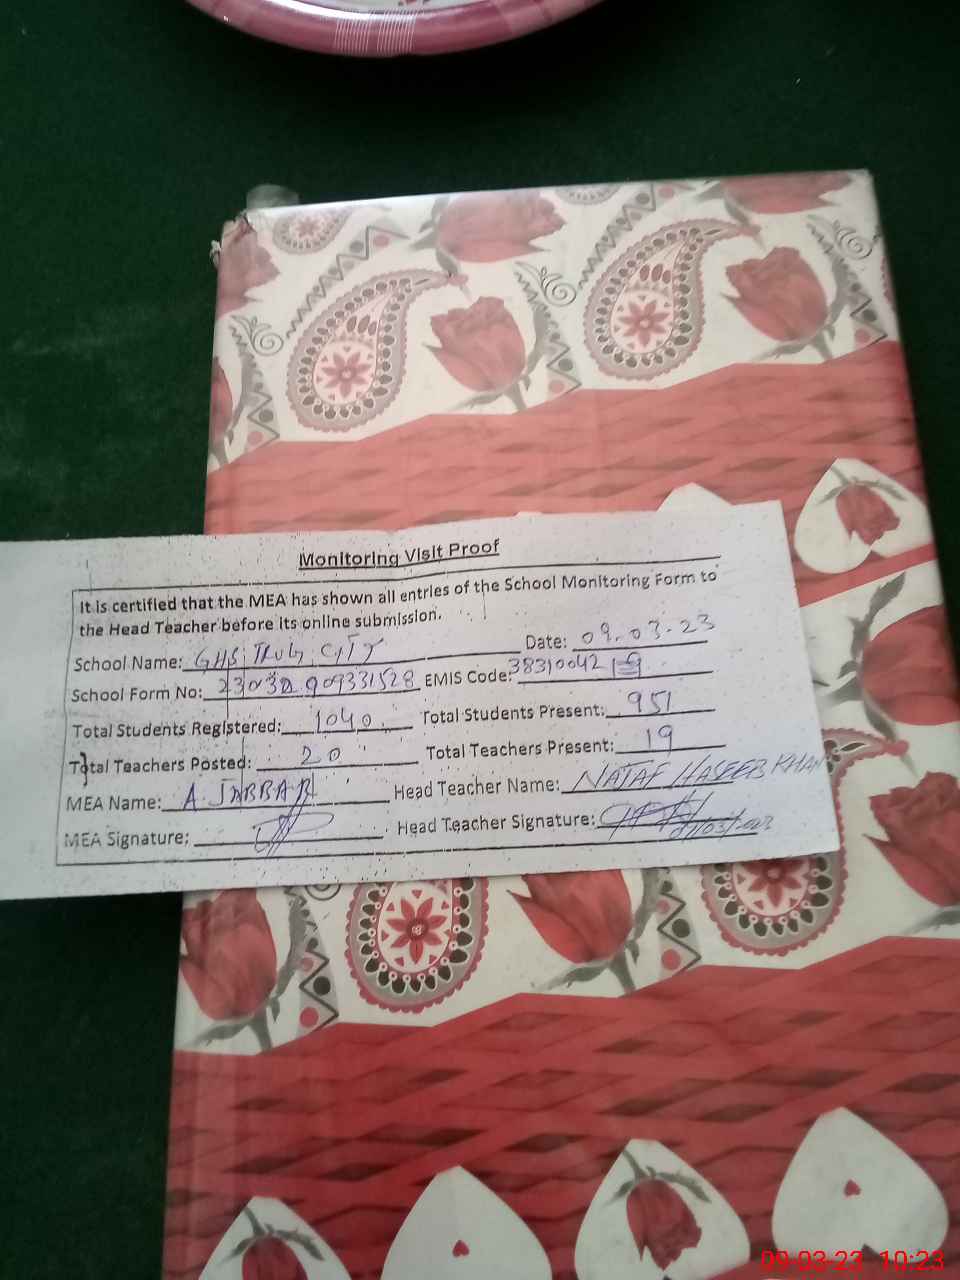 Monitoring Visit Proof
It is certified that the MEA has shown all entries of the School Monitoring Form to
the Head Teacher before its online submission.
School Name: GHS CITY Date: 09-03-23
School Form No: EMIS Code: 38310042
Total Students Registered: 1040 Total Students Present: 951
Total Teachers Posted: 20 Total Teachers Present: 19
MEA Name: A JABBAR Head Teacher Name: HASEEB KHAN
MEA Signature: Head Teacher Signature:
09-03-23 10:23